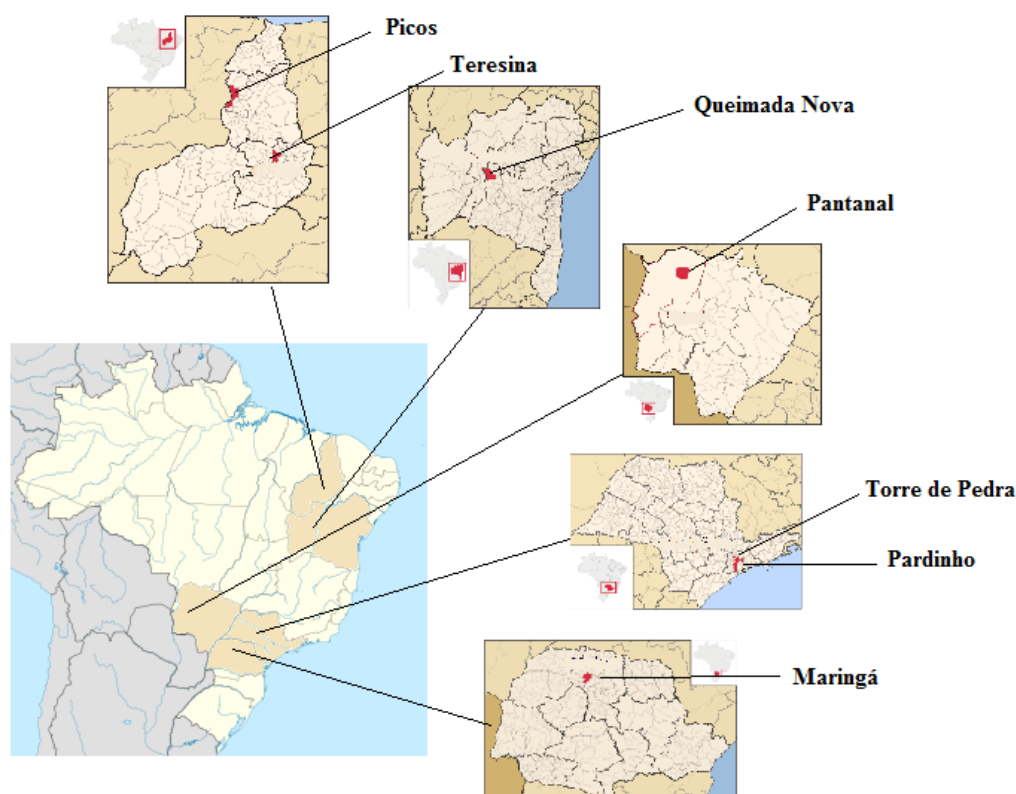 Picos
Teresina
Queimada Nova
Pantanal
Torre de Pedra
Pardinho
Maringá